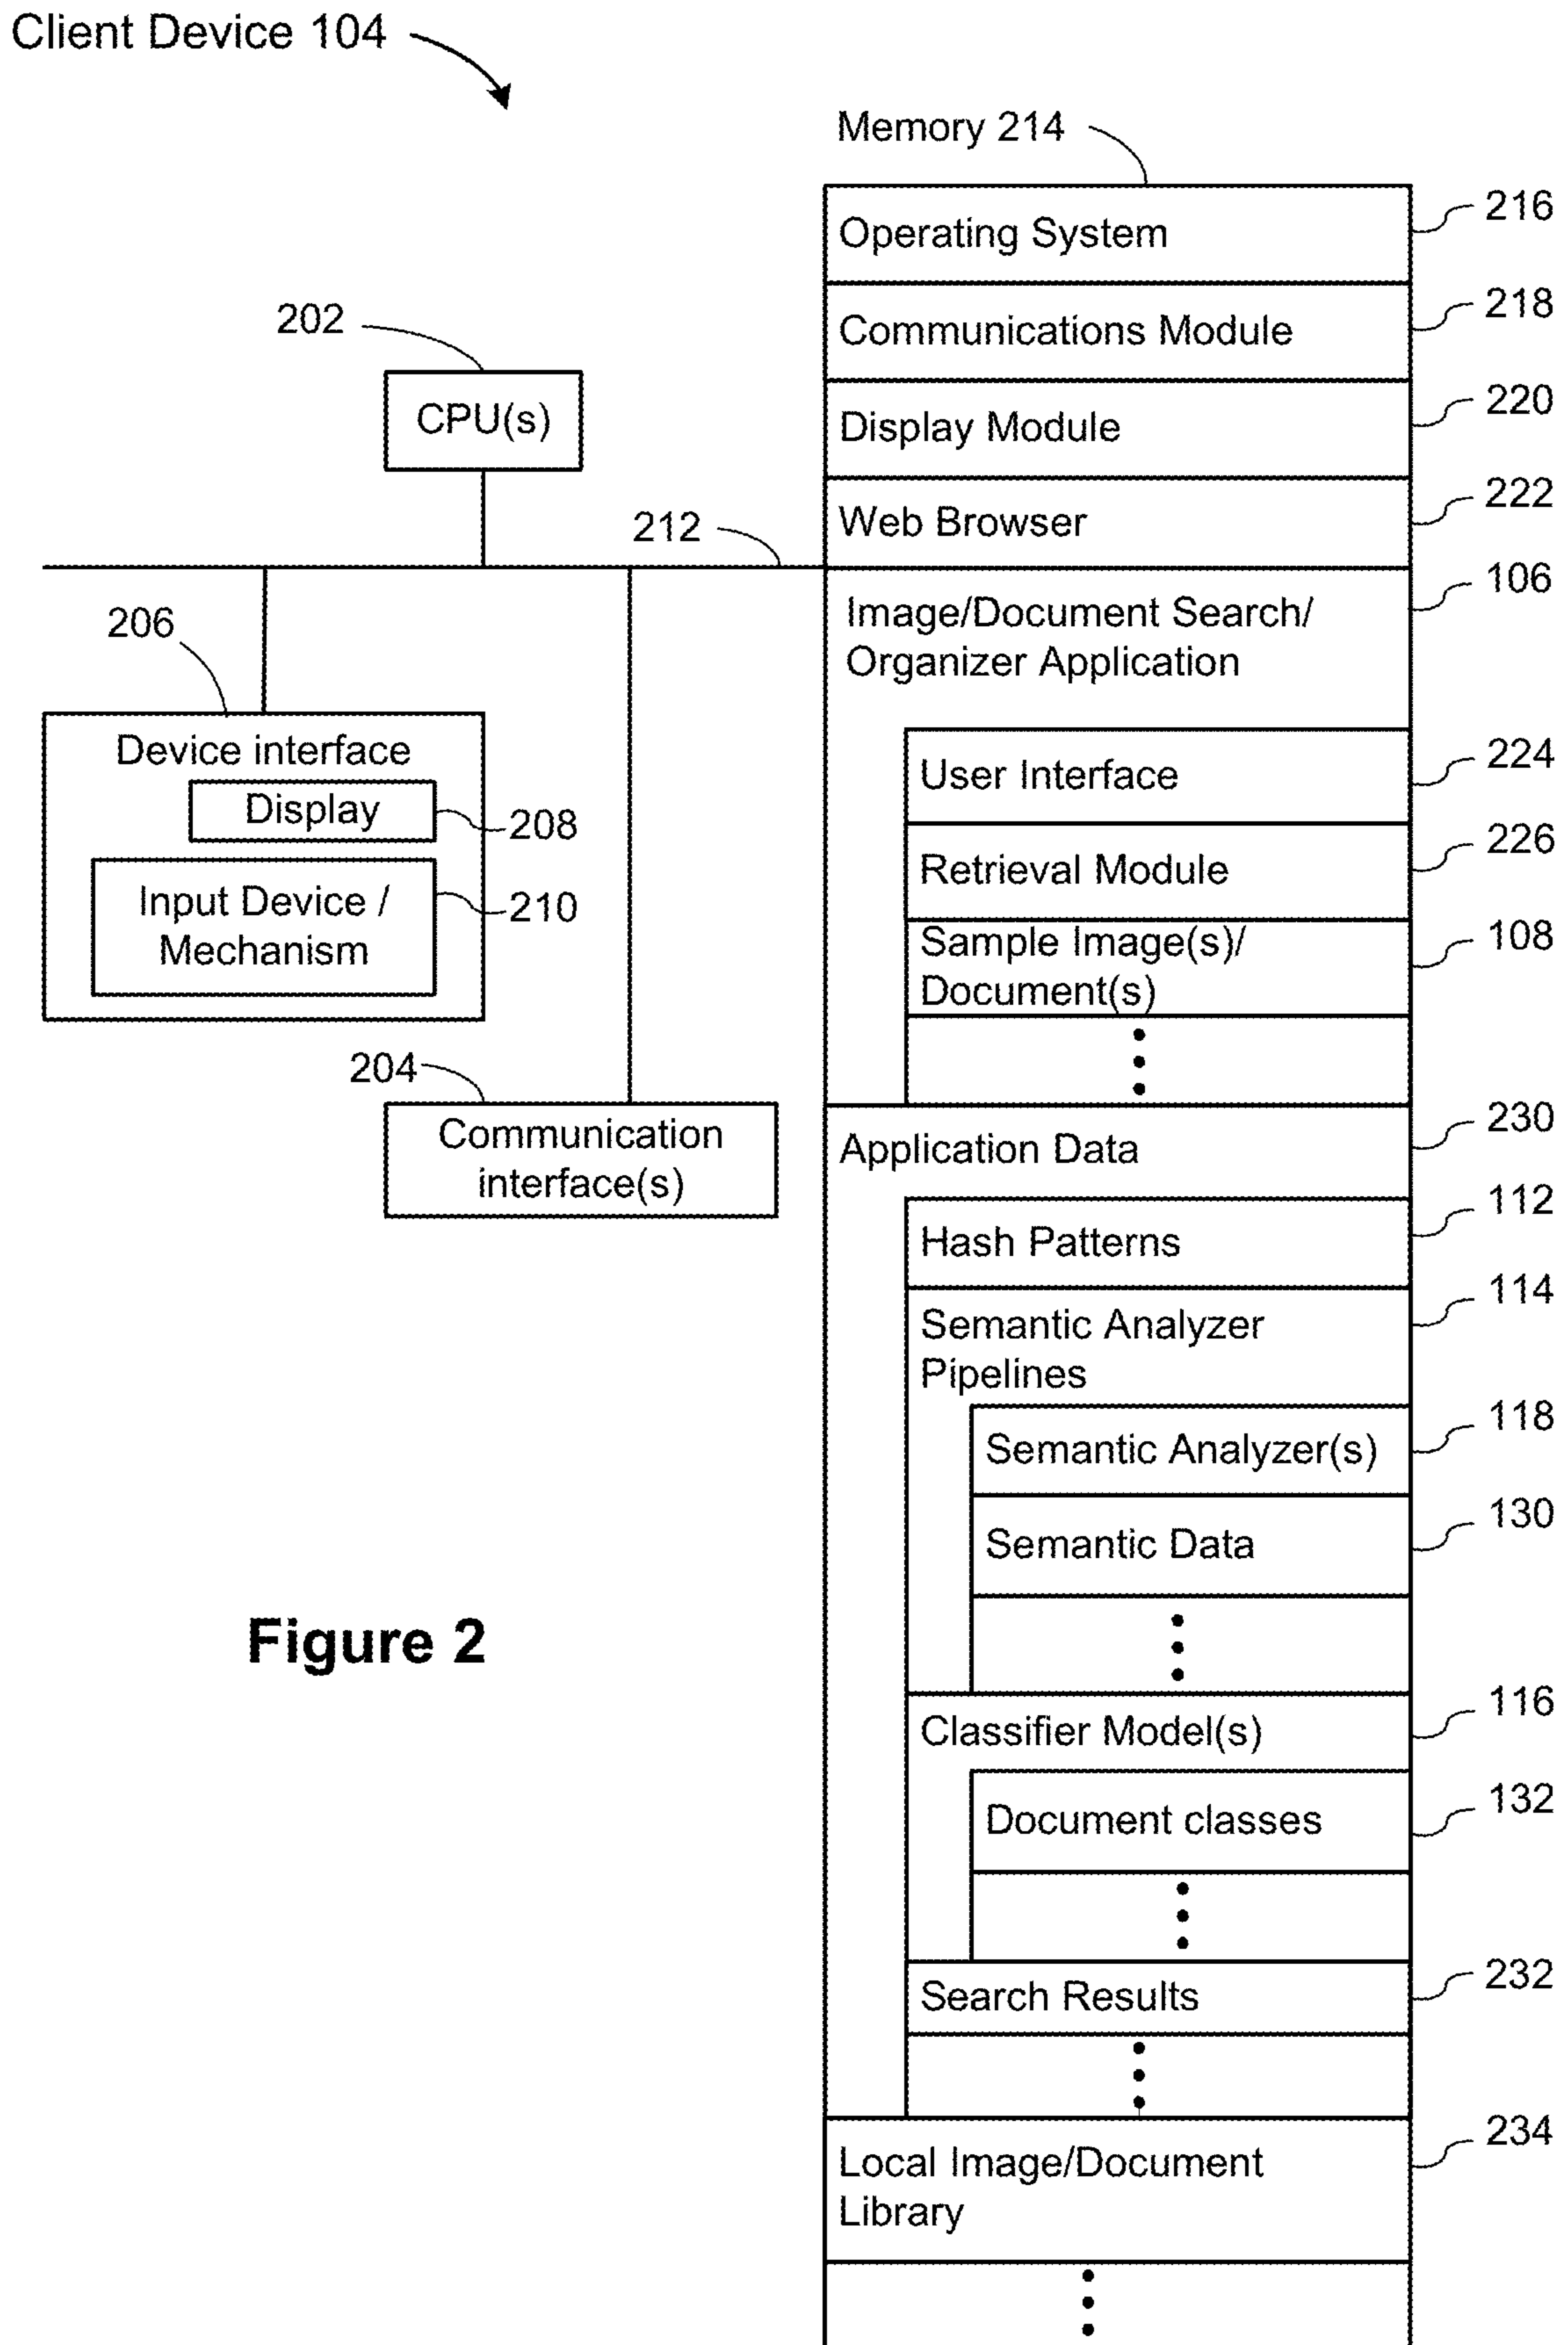 Client Device 104
Memory 214
Operating System
216
Communications Module
218
Display Module
220
Web Browser
222
202
CPU(s)
212
206
Device interface
Display
208
Input Device /
Mechanism
210
204
Communication
interface(s)
Image/Document Search/
Organizer Application
106
User Interface
224
Retrieval Module
226
Sample Image(s)/
Document(s)
108
Application Data
230
Hash Patterns
112
Semantic Analyzer
Pipelines
114
Semantic Analyzer(s)
118
Semantic Data
130
Classifier Model(s)
116
Document classes
132
Search Results
232
Local Image/Document
Library
234
Figure 2